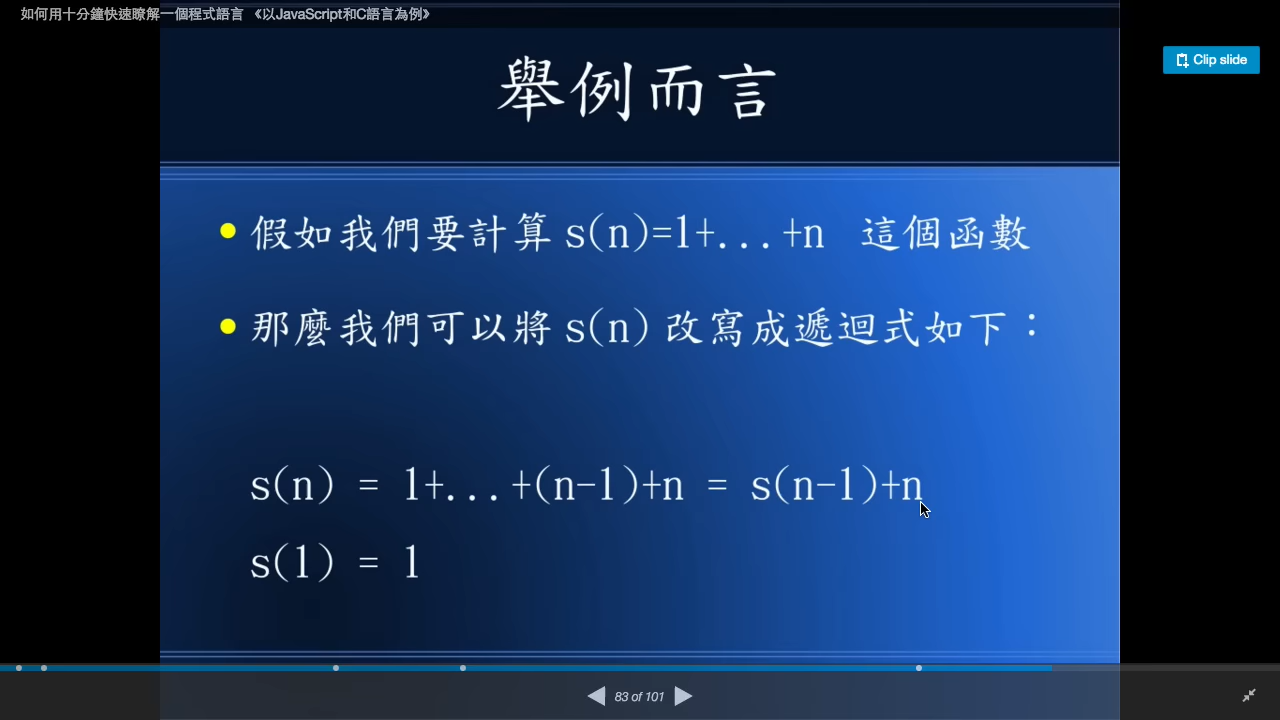 如何用十分鐘快速瞭解一個程式語言 《以JavaScript和C語言為例》
Clip slide
舉例而言
假如我們要計算 s(n)=1+...+n 這個函數
那麼我們可以將 s(n) 改寫成遞迴式如下：
s(n) = 1+...+(n-1)+n = s(n-1)+n
s(1) = 1
83 of 101